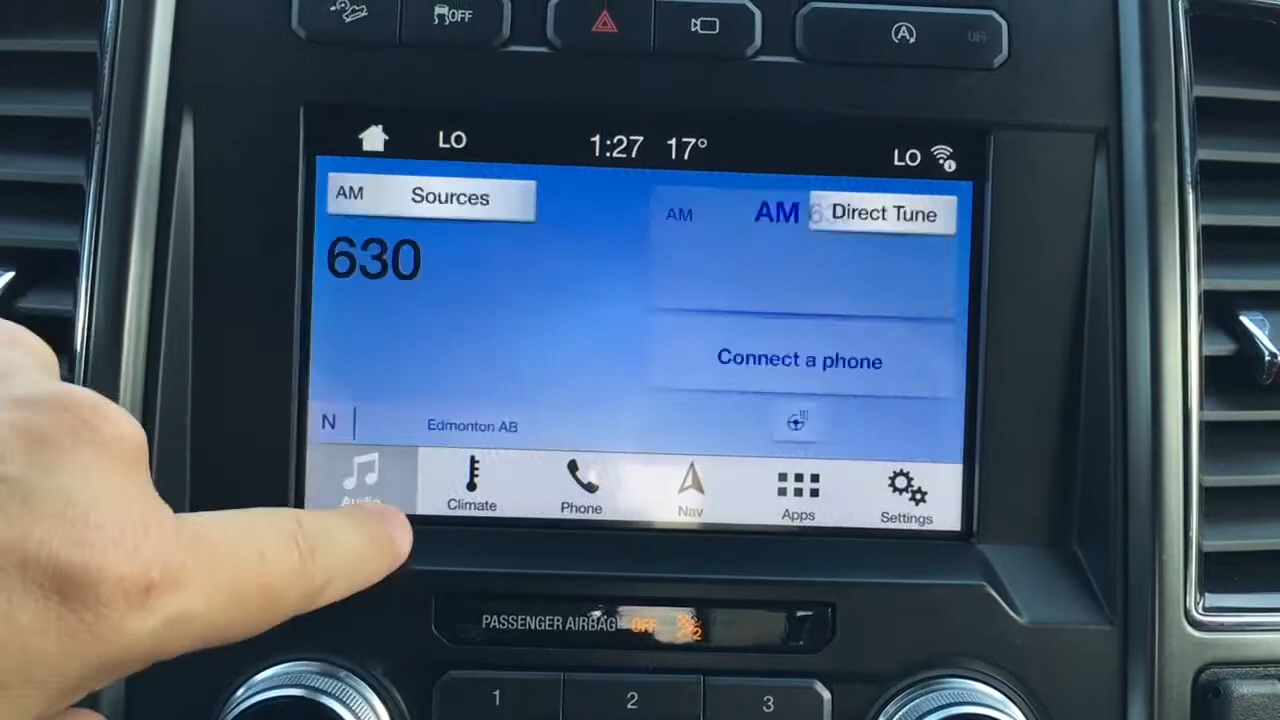 OFF
A OFF
LO 1:27 17° LO
AM Sources
AM AM 6 Direct Tune
630
Connect a phone
N Edmonton AB
Audio Climate Phone Nav Apps Settings
PASSENGER AIRBAG OFF
1 2 3